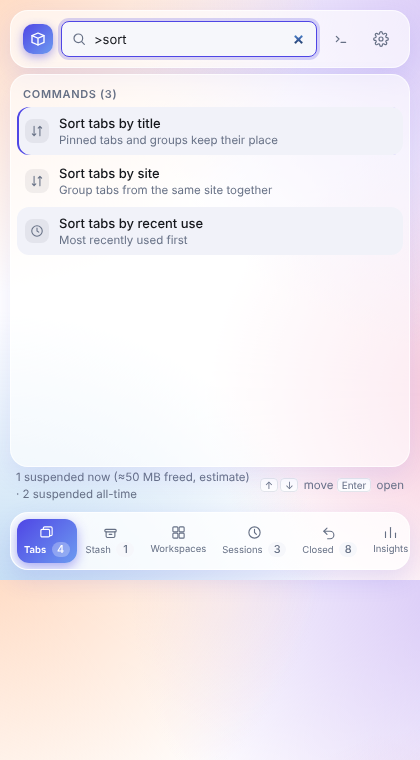 >sort
COMMANDS (3)
Sort tabs by title
Pinned tabs and groups keep their place
Sort tabs by site
Group tabs from the same site together
Sort tabs by recent use
Most recently used first
1 suspended now (≈50 MB freed, estimate)
· 2 suspended all-time
↑ ↓ move Enter open
Tabs 4
Stash 1
Workspaces
Sessions 3
Closed 8
Insights